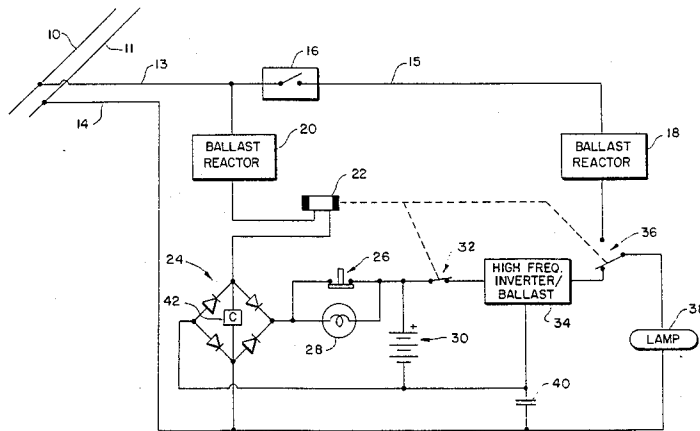 10
11
13
16
15
14
20
BALLAST
REACTOR
18
BALLAST
REACTOR
22
36
24
26
32
42
C
HIGH FREQ.
INVERTER/
BALLAST
+
28
30
34
38
LAMP
40